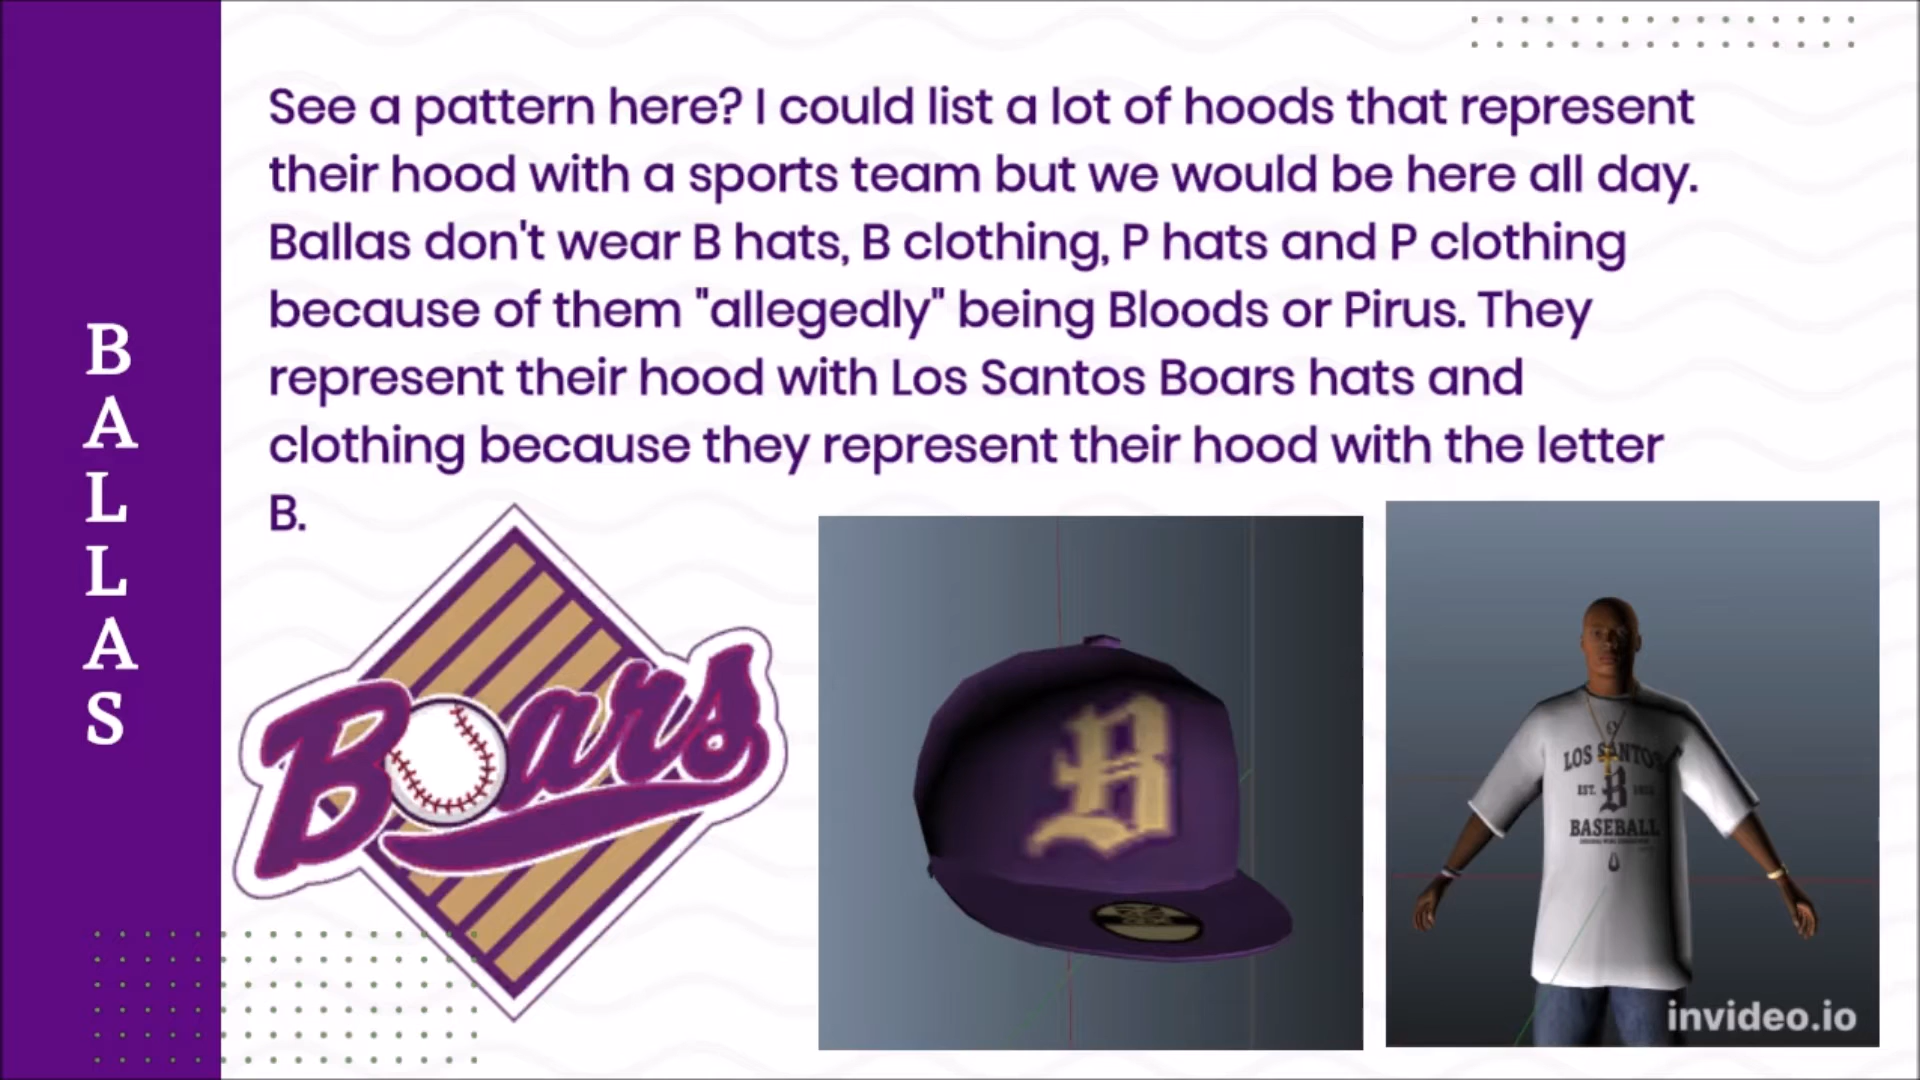 BALLAS
See a pattern here? I could list a lot of hoods that represent
their hood with a sports team but we would be here all day.
Ballas don't wear B hats, B clothing, P hats and P clothing
because of them "allegedly" being Bloods or Pirus. They
represent their hood with Los Santos Boars hats and
clothing because they represent their hood with the letter
B.
Boars
B
LOS SANTOS
EST. B
BASEBALL
invideo.io